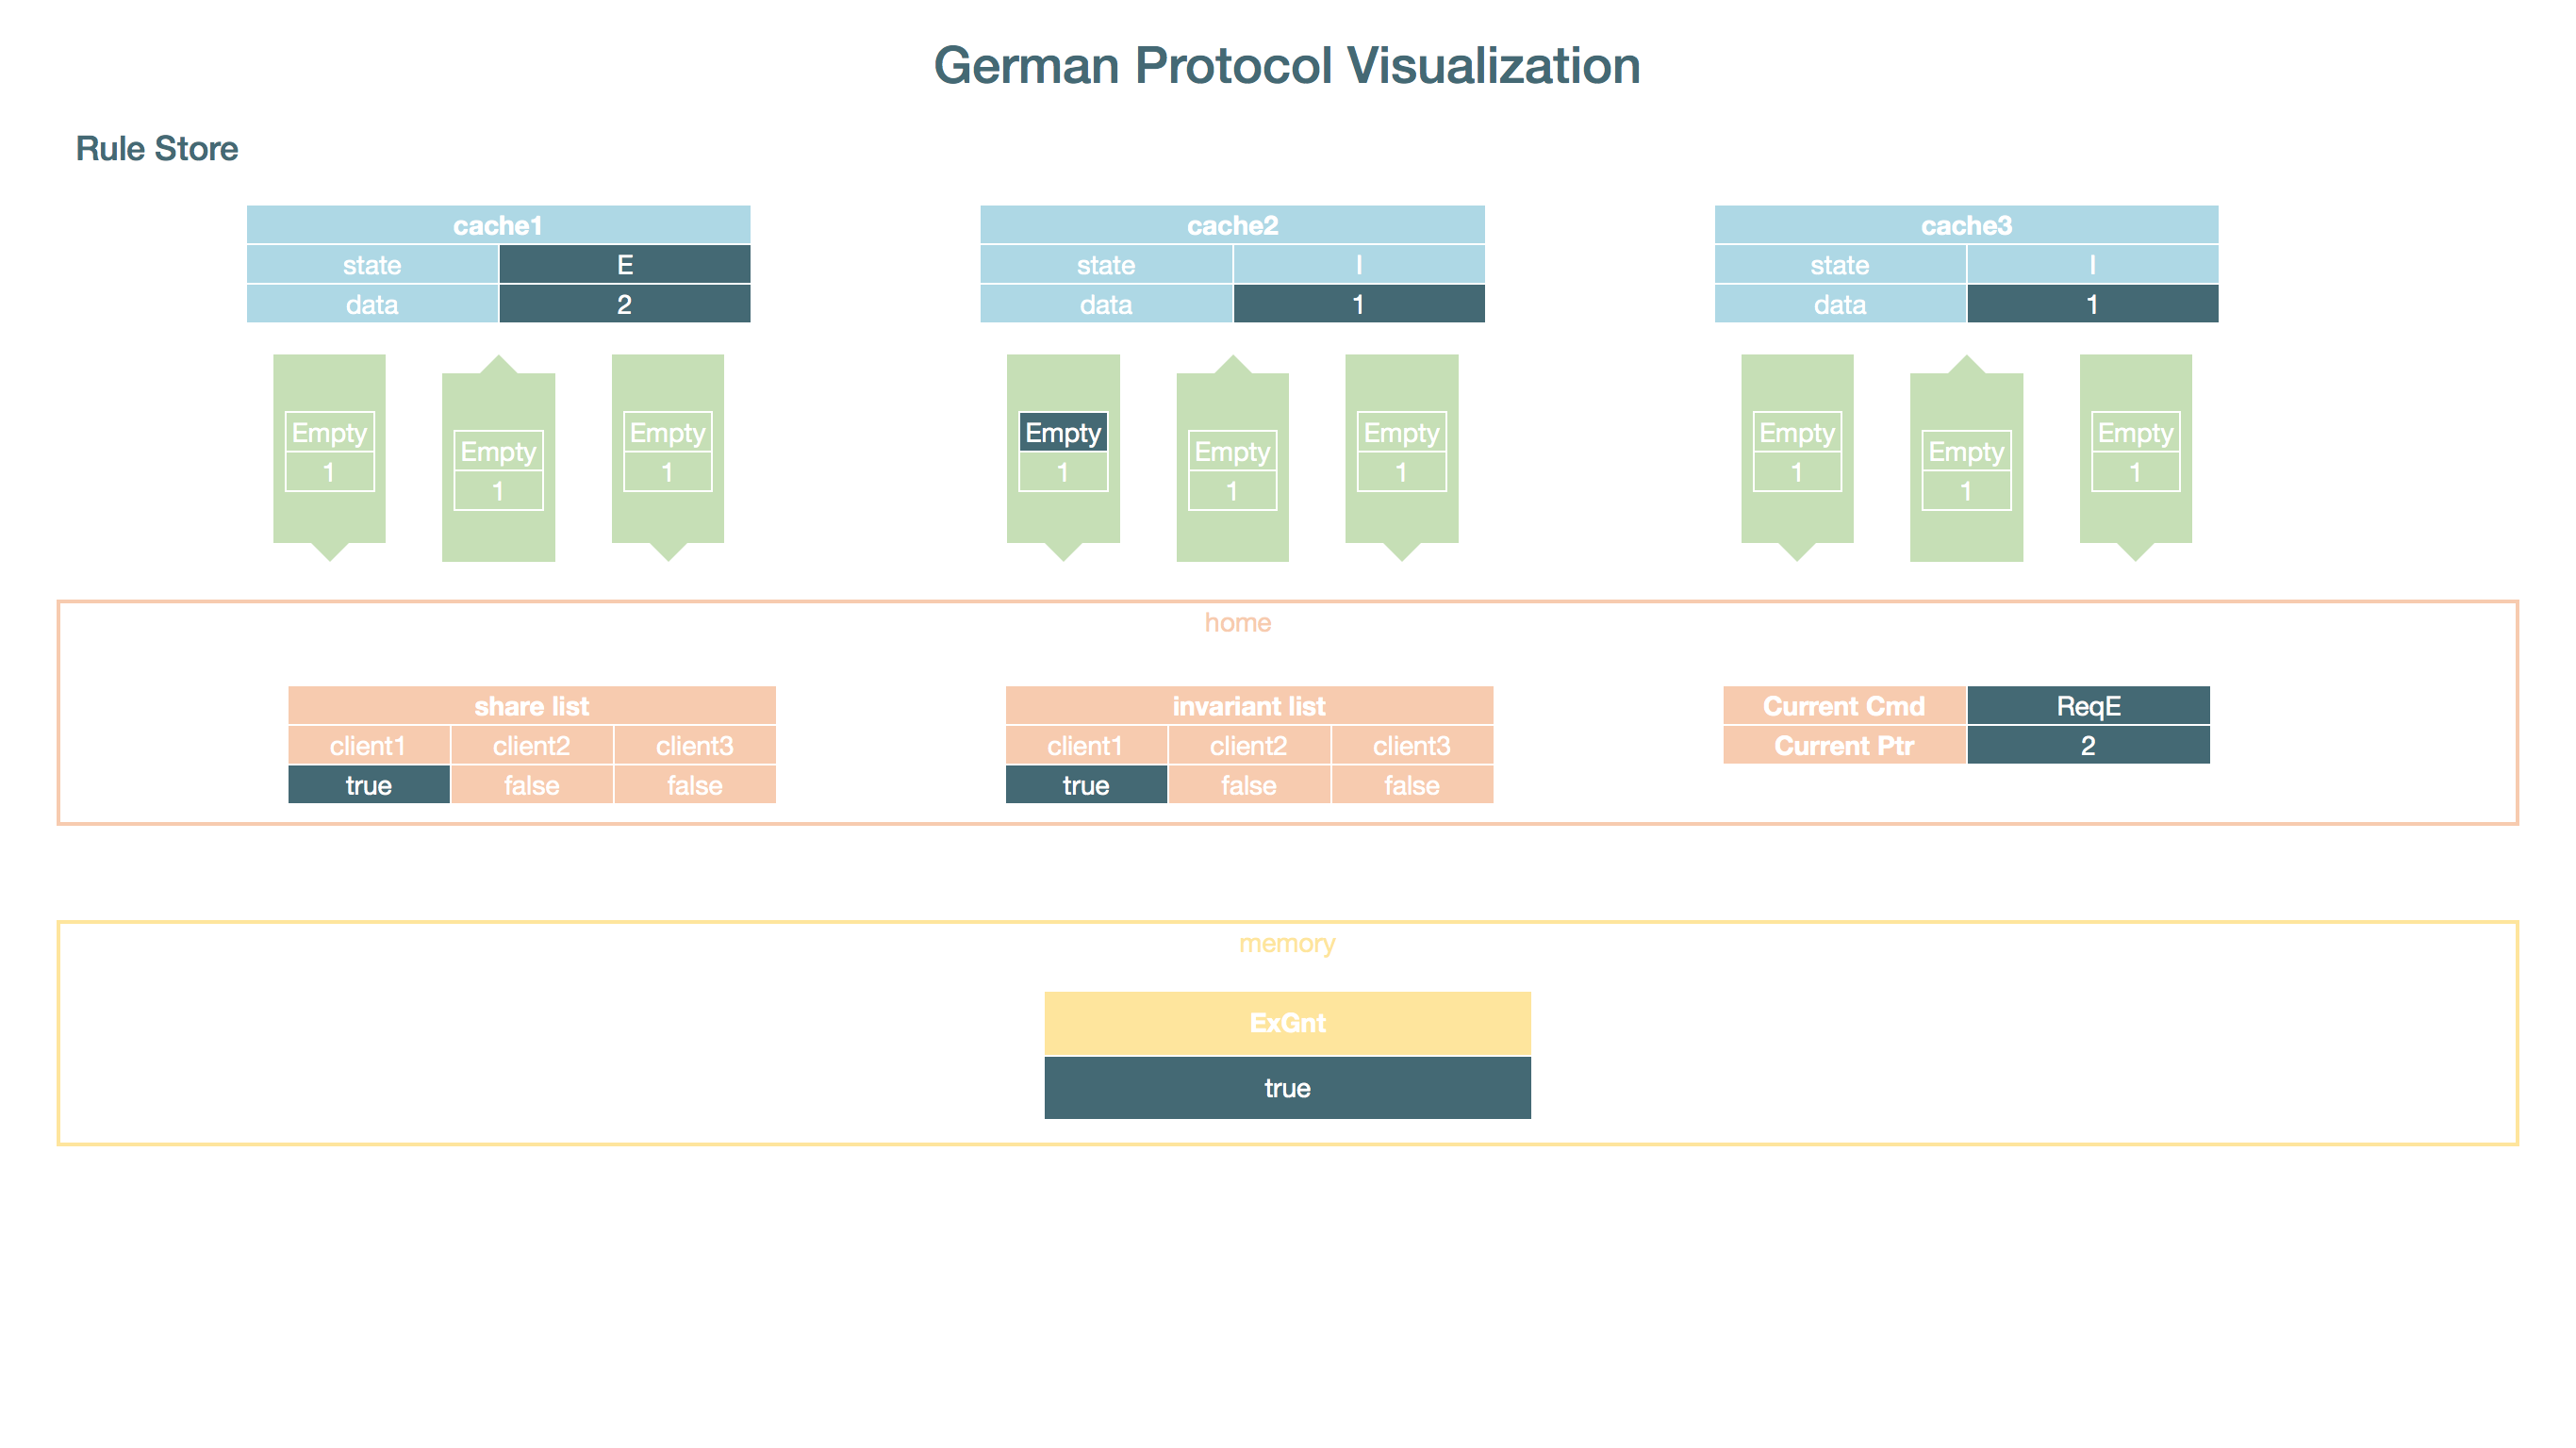 German Protocol Visualization
Rule Store
cache1 cache2 cache3
state E state I state I
data 2 data 1 data 1
Empty Empty Empty Empty Empty Empty Empty Empty Empty
1 1 1 1 1 1 1 1 1
home
share list invariant list Current Cmd ReqE
client1 client2 client3 client1 client2 client3 Current Ptr 2
true false false true false false
memory
ExGnt
true